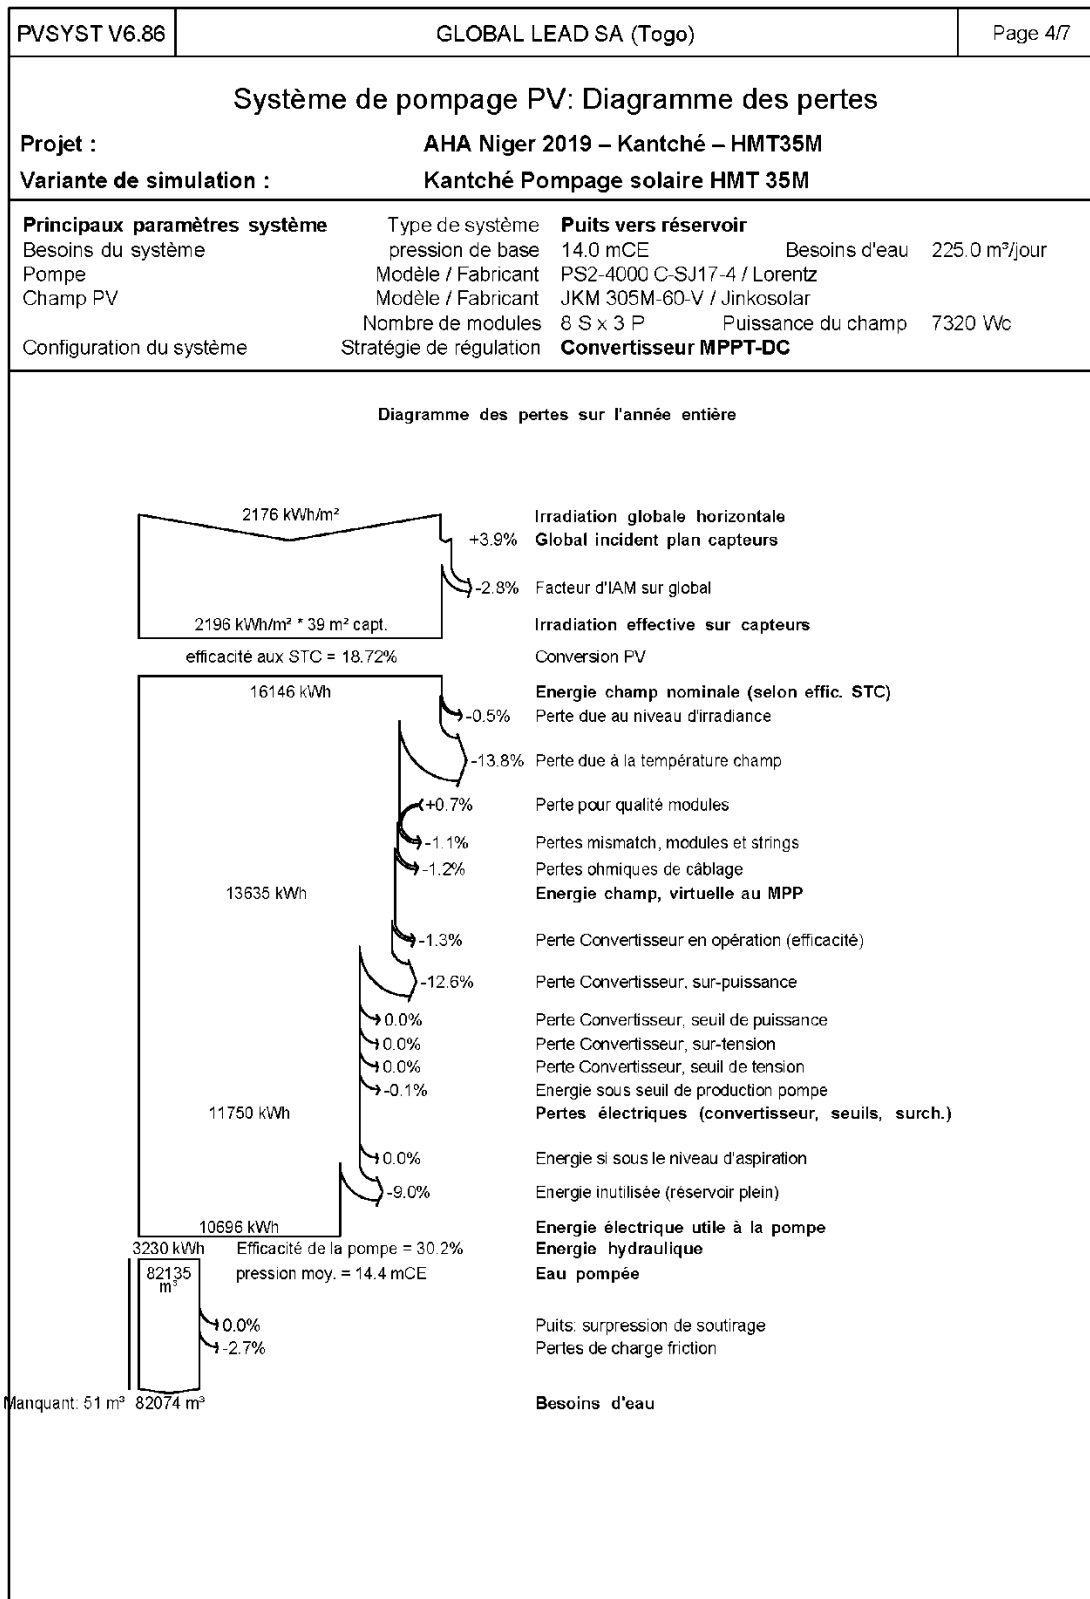 PVSYST V6.86 GLOBAL LEAD SA (Togo) Page 4/7
Système de pompage PV: Diagramme des pertes
Projet : AHA Niger 2019 – Kantché – HMT35M
Variante de simulation : Kantché Pompage solaire HMT 35M
Principaux paramètres système Type de système Puits vers réservoir
Besoins du système pression de base 14.0 mCE Besoins d'eau 225.0 m³/jour
Pompe Modèle / Fabricant PS2-4000 C-SJ17-4 / Lorentz
Champ PV Modèle / Fabricant JKM 305M-60-V / Jinkosolar
Nombre de modules 8 S x 3 P Puissance du champ 7320 Wc
Configuration du système Stratégie de régulation Convertisseur MPPT-DC
Diagramme des pertes sur l'année entière
2176 kWh/m² Irradiation globale horizontale
+3.9% Global incident plan capteurs
-2.8% Facteur d'IAM sur global
2196 kWh/m² * 39 m² capt. Irradiation effective sur capteurs
efficacité aux STC = 18.72% Conversion PV
16146 kWh Energie champ nominale (selon effic. STC)
-0.5% Perte due au niveau d'irradiance
-13.8% Perte due à la température champ
+0.7% Perte pour qualité modules
-1.1% Pertes mismatch, modules et strings
-1.2% Pertes ohmiques de câblage
13635 kWh Energie champ, virtuelle au MPP
-1.3% Perte Convertisseur en opération (efficacité)
-12.6% Perte Convertisseur, sur-puissance
0.0% Perte Convertisseur, seuil de puissance
0.0% Perte Convertisseur, sur-tension
0.0% Perte Convertisseur, seuil de tension
-0.1% Energie sous seuil de production pompe
11750 kWh Pertes électriques (convertisseur, seuils, surch.)
0.0% Energie si sous le niveau d'aspiration
-9.0% Energie inutilisée (réservoir plein)
10696 kWh Energie électrique utile à la pompe
3230 kWh Efficacité de la pompe = 30.2% Energie hydraulique
82135 m³ pression moy. = 14.4 mCE Eau pompée
0.0% Puits: surpression de soutirage
-2.7% Pertes de charge friction
Manquant: 51 m³ 82074 m³ Besoins d'eau